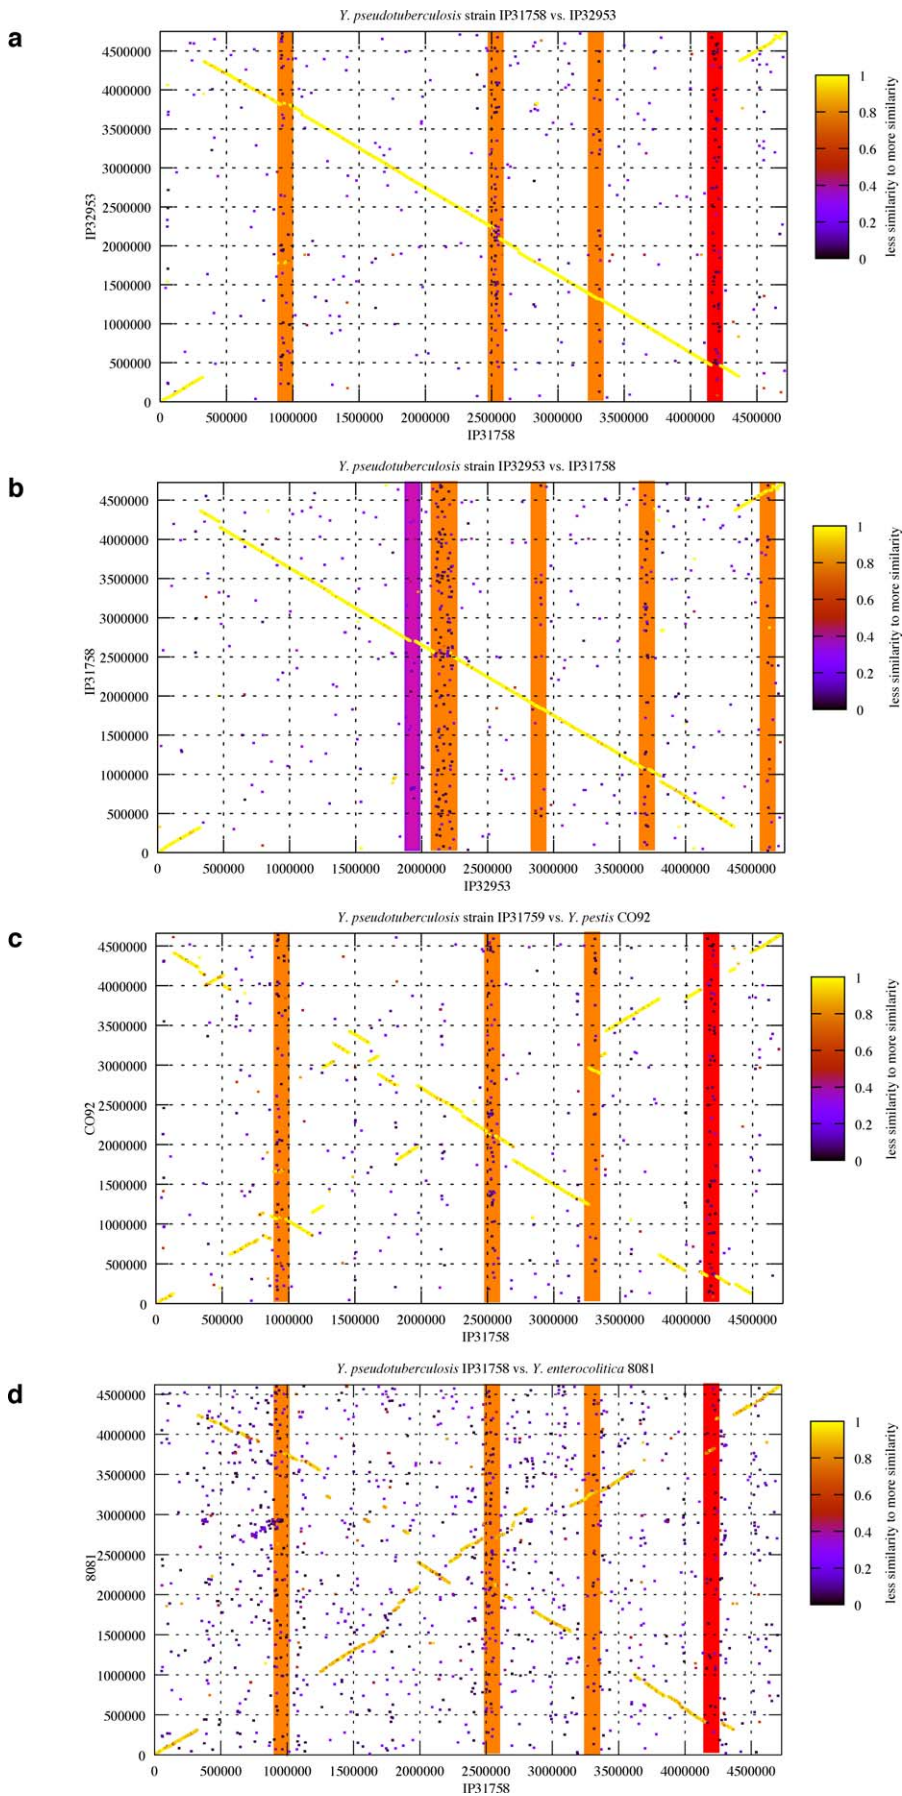 Y. pseudotuberculosis strain IP31758 vs. IP32953
a
4500000
4000000
3500000
3000000
2500000
2000000
1500000
1000000
500000
0
IP32953
0 500000 1000000 1500000 2000000 2500000 3000000 3500000 4000000 4500000
IP31758
1
0.8
0.6
0.4
0.2
0
less similarity to more similarity
Y. pseudotuberculosis strain IP32953 vs. IP31758
b
4500000
4000000
3500000
3000000
2500000
2000000
1500000
1000000
500000
0
IP31758
0 500000 1000000 1500000 2000000 2500000 3000000 3500000 4000000 4500000
IP32953
1
0.8
0.6
0.4
0.2
0
less similarity to more similarity
Y. pseudotuberculosis strain IP31759 vs. Y. pestis CO92
c
4500000
4000000
3500000
3000000
2500000
2000000
1500000
1000000
500000
0
CO92
0 500000 1000000 1500000 2000000 2500000 3000000 3500000 4000000 4500000
IP31758
1
0.8
0.6
0.4
0.2
0
less similarity to more similarity
Y. pseudotuberculosis IP31758 vs. Y. enterocolitica 8081
d
4500000
4000000
3500000
3000000
2500000
2000000
1500000
1000000
500000
0
8081
0 500000 1000000 1500000 2000000 2500000 3000000 3500000 4000000 4500000
IP31758
1
0.8
0.6
0.4
0.2
0
less similarity to more similarity